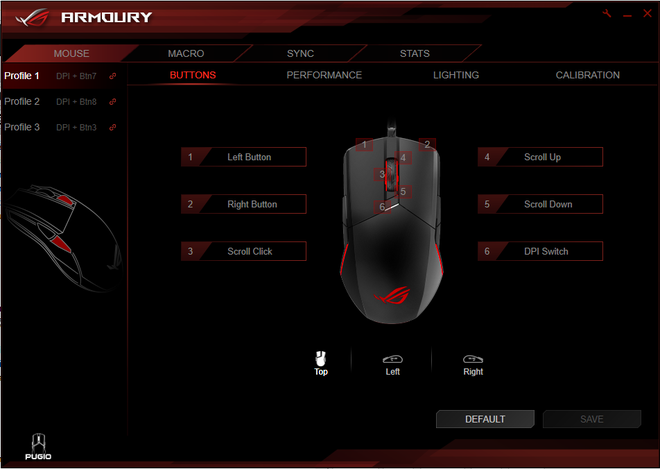 ARMOURY
MOUSE MACRO SYNC STATS
Profile 1 DPI + Btn7
Profile 2 DPI + Btn8
Profile 3 DPI + Btn3
BUTTONS PERFORMANCE LIGHTING CALIBRATION
1 2
4
3
5
6
1 Left Button
2 Right Button
3 Scroll Click
4 Scroll Up
5 Scroll Down
6 DPI Switch
Top Left Right
DEFAULT SAVE
PUGIO